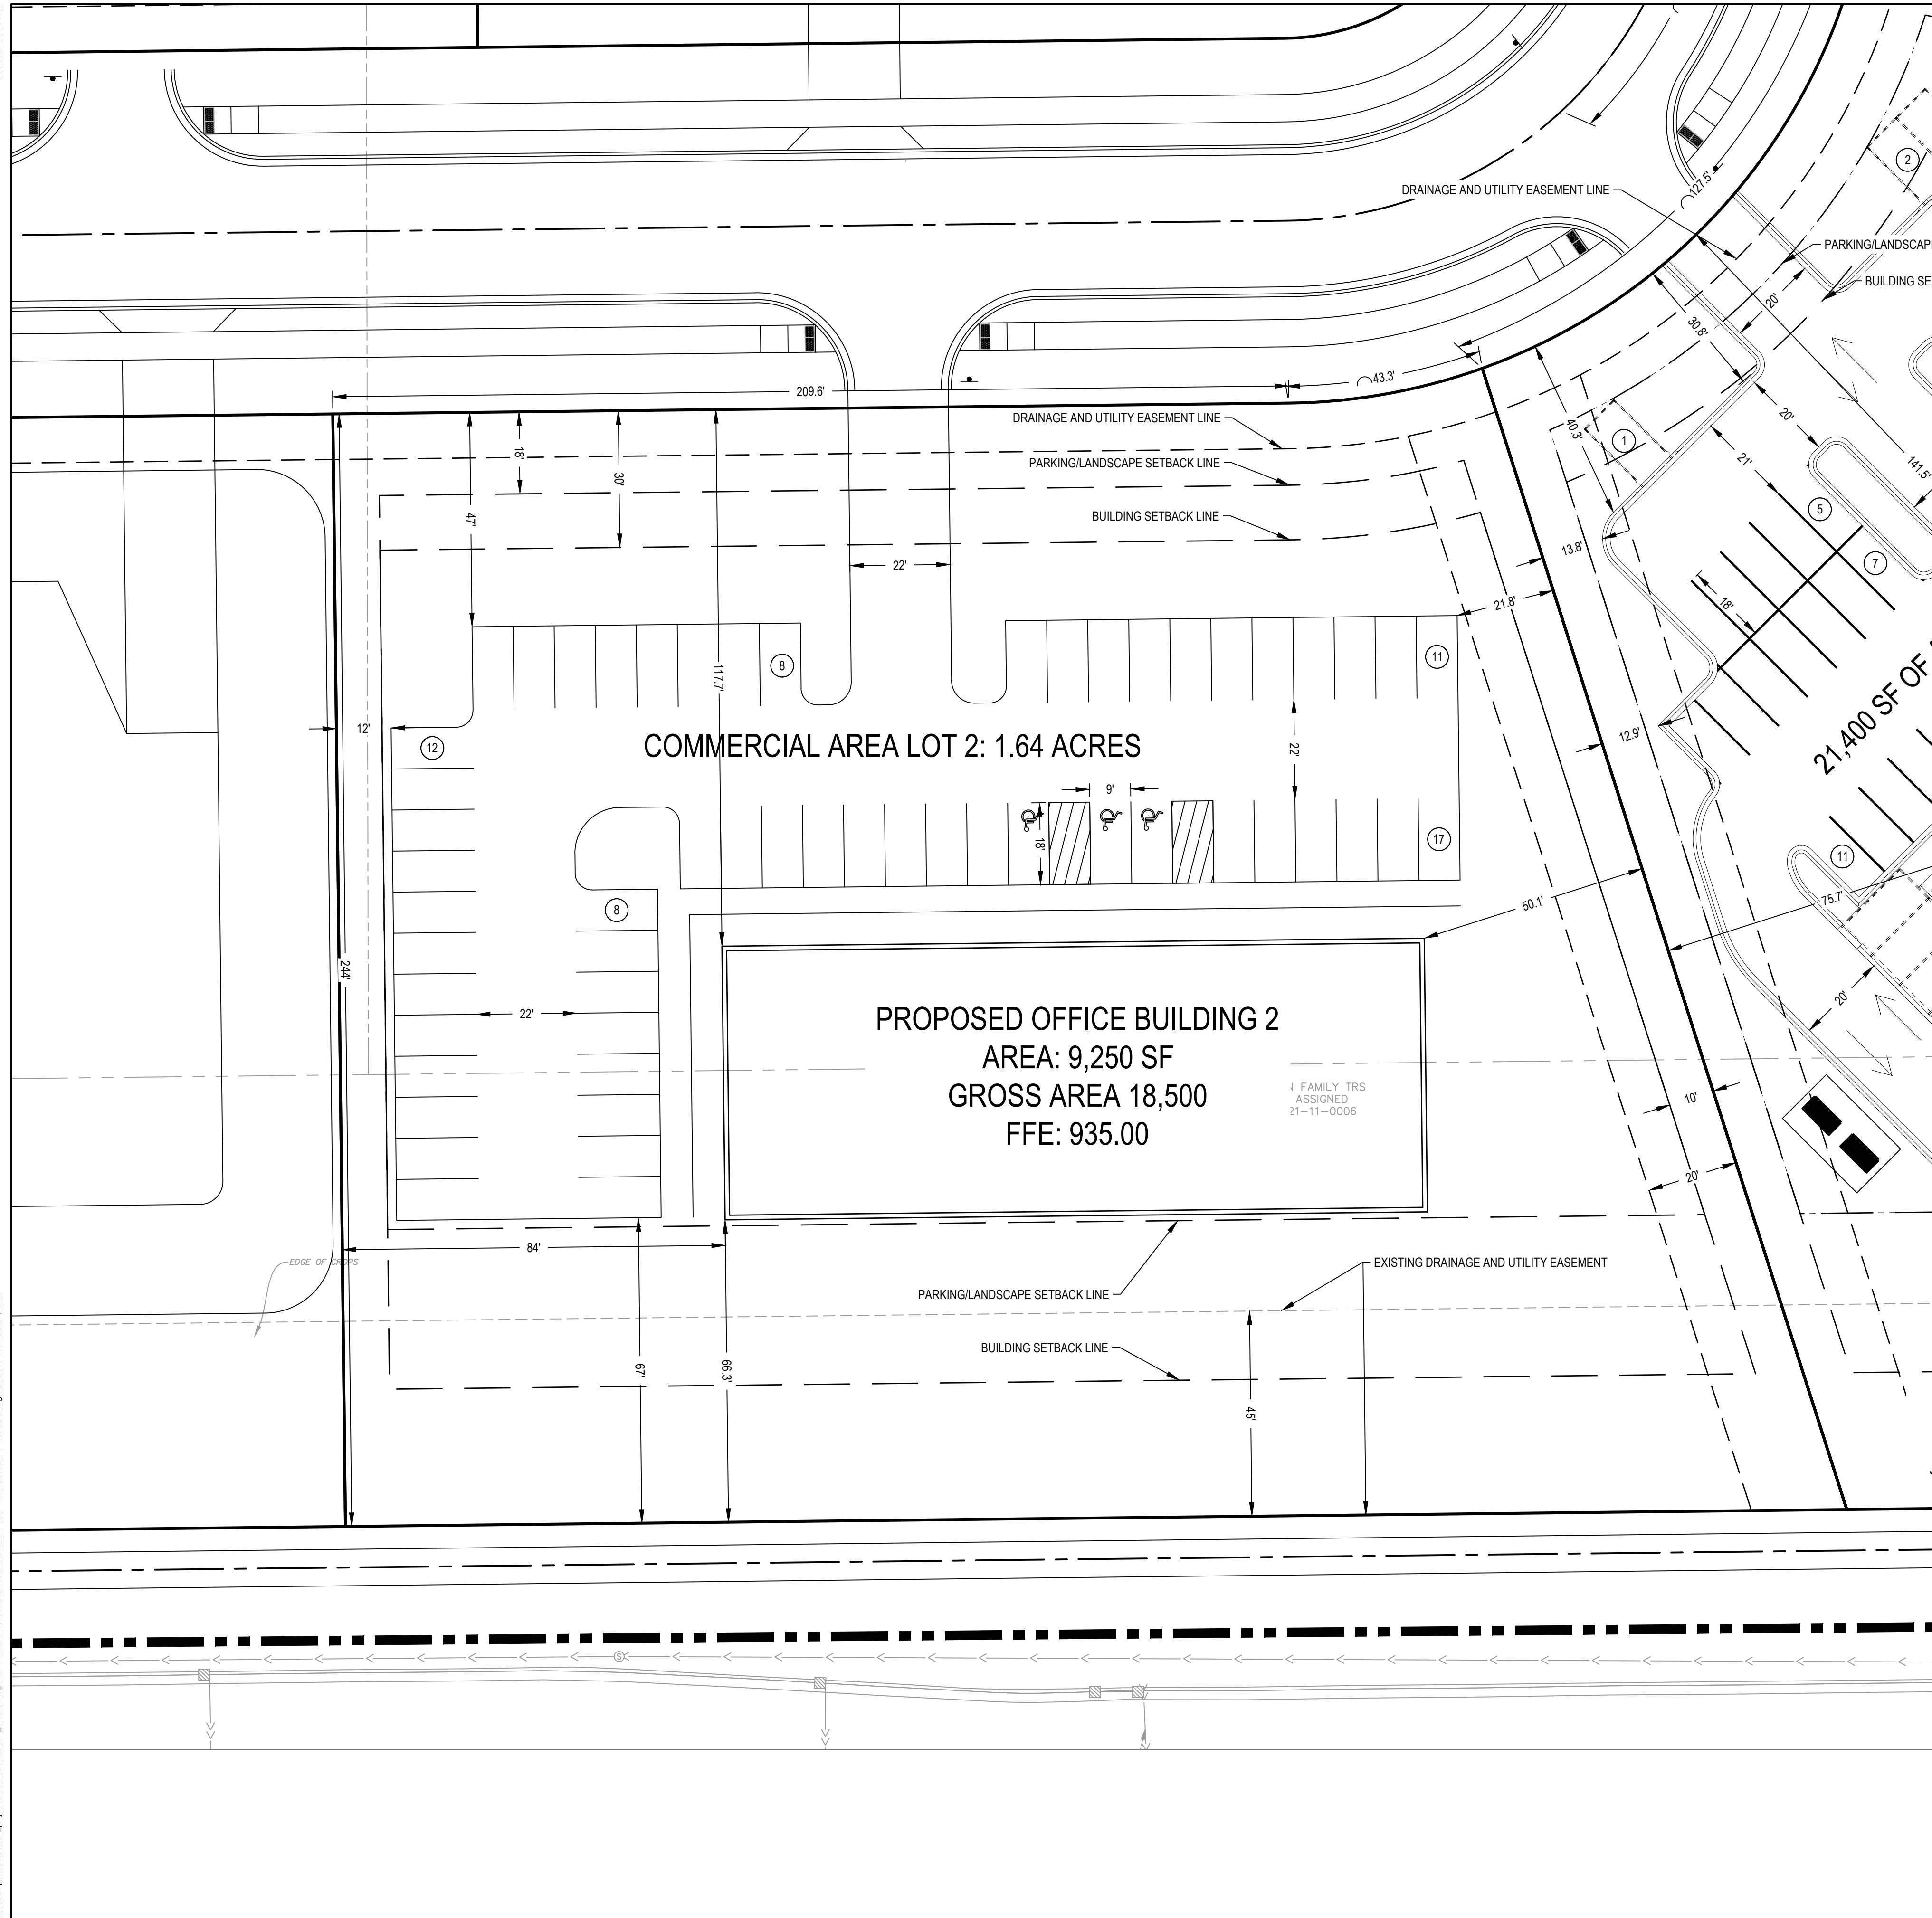 2
DRAINAGE AND UTILITY EASEMENT LINE
127.5'
PARKING/LANDSCAPE
BUILDING SE
20'
30.8'
209.6'
43.3'
DRAINAGE AND UTILITY EASEMENT LINE
18'
30'
47'
PARKING/LANDSCAPE SETBACK LINE
BUILDING SETBACK LINE
40.3'
1
20'
21'
141.5'
5
7
22'
13.8'
21.8'
18'
8
11
117.7'
12'
12
COMMERCIAL AREA LOT 2: 1.64 ACRES
22'
12.9'
21,400 SF OF
9'
18'
17
11
8
50.1'
75.7'
244'
22'
20'
PROPOSED OFFICE BUILDING 2
AREA: 9,250 SF
GROSS AREA 18,500
FFE: 935.00
FAMILY TRS
ASSIGNED
21-11-0006
10'
20'
84'
EDGE OF CROPS
EXISTING DRAINAGE AND UTILITY EASEMENT
PARKING/LANDSCAPE SETBACK LINE
BUILDING SETBACK LINE
67'
66.3'
45'
S